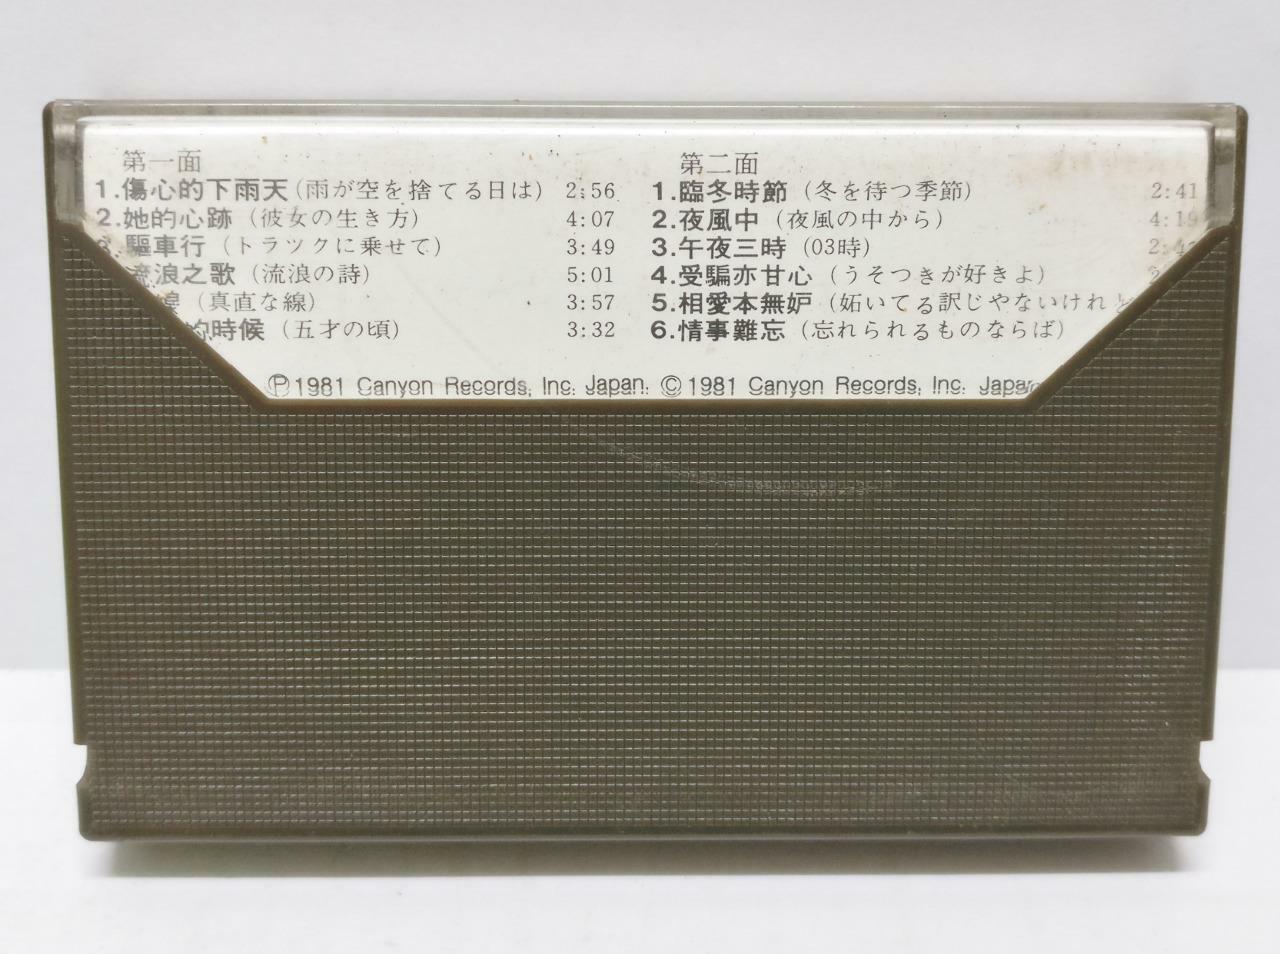 第一面
1.傷心的下雨天(雨が空を捨てる日は) 2:56
2.她的心跡 (彼女の生き方) 4:07
驅車行 (トラックに乗せて) 3:49
流浪之歌 (流浪の詩) 5:01
(真直な線) 3:57
的時候 (五才の頃) 3:32
第二面
1.臨冬時節 (冬を待つ季節) 2:41
2.夜風中 (夜風の中から) 4:19
3.午夜三時 (03時)
4.受騙亦甘心 (うそつきが好きよ)
5.相愛本無妒 (妬いてる訳じやないけれど
6.情事難忘 (忘れられるものならば)
Ⓟ1981 Canyon Records, Inc. Japan. ©1981 Canyon Records, Inc. Japan